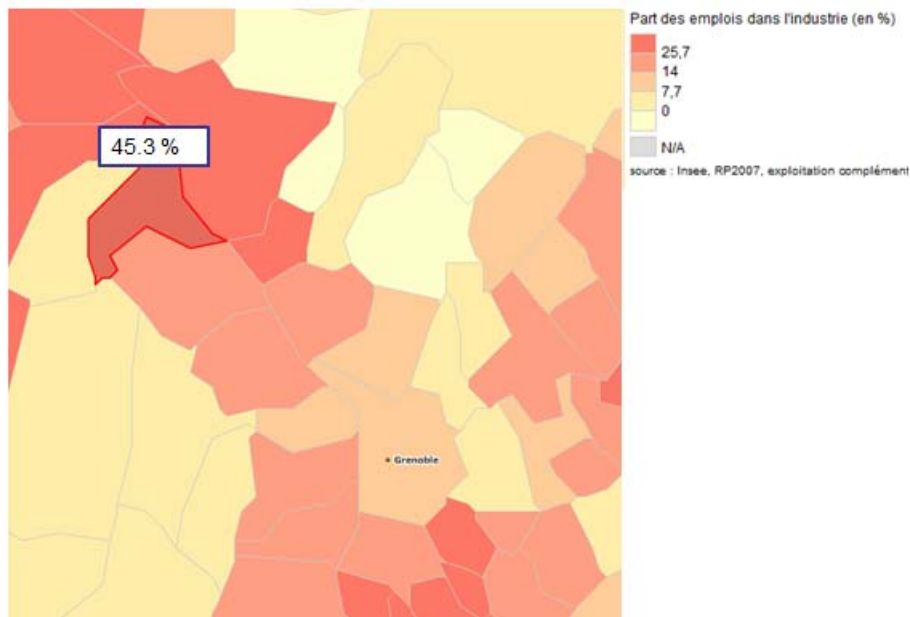 Part des emplois dans l'industrie (en %)
25,7
14
7,7
0
N/A
source : Insee, RP2007, exploitation complément
45.3 %
Grenoble